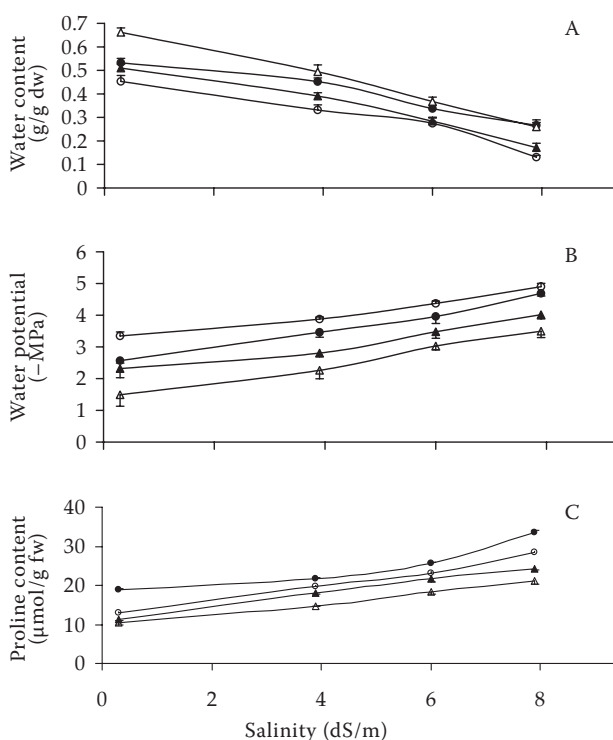 A
Water content
(g/g dw)
0.7
0.6
0.5
0.4
0.3
0.2
0.1
0
B
Water potential
(−MPa)
6
5
4
3
2
1
0
C
Proline content
(µmol/g fw)
40
30
20
10
0
0 2 4 6 8
Salinity (dS/m)